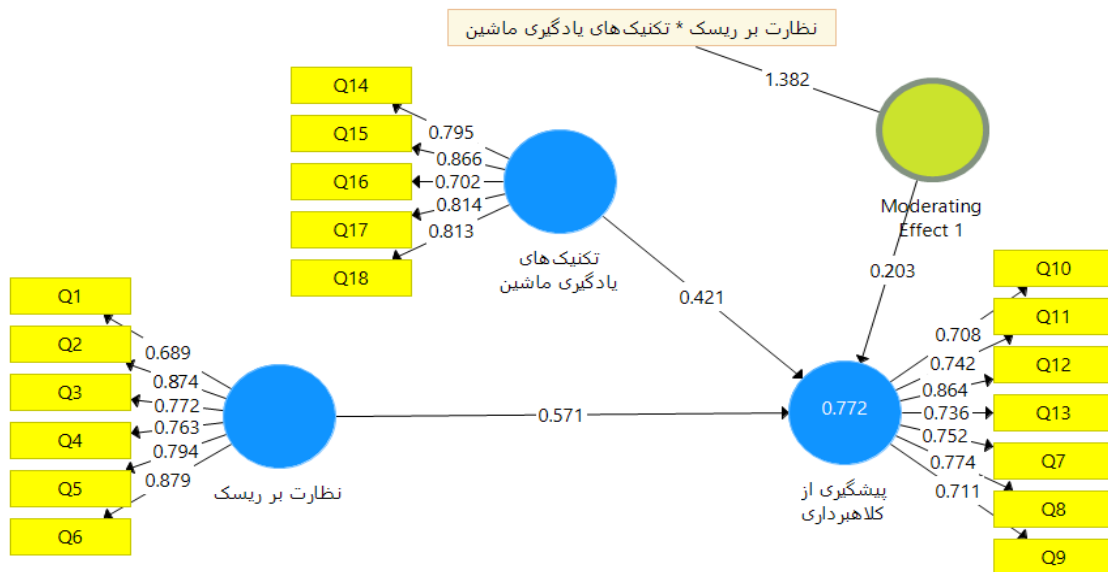 نظارت بر ریسک * تکنیک‌های یادگیری ماشین
1.382
Moderating
Effect 1
0.203
Q14
Q15
Q16
Q17
Q18
0.795
0.866
0.702
0.814
0.813
تکنیک‌های
یادگیری ماشین
0.421
Q1
Q2
Q3
Q4
Q5
Q6
0.689
0.874
0.772
0.763
0.794
0.879
نظارت بر ریسک
0.571
0.772
پیشگیری از
کلاهبرداری
0.708
0.742
0.864
0.736
0.752
0.774
0.711
Q10
Q11
Q12
Q13
Q7
Q8
Q9